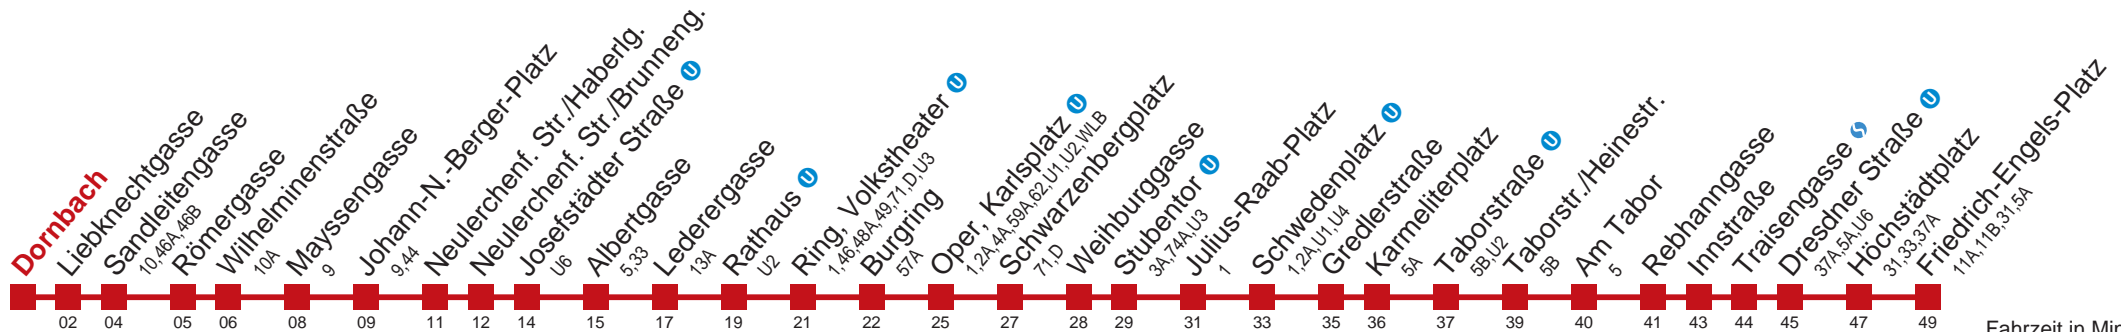 Dornbach
Liebknechtgasse
Sandleitengasse
10,46A,46B
Römergasse
Wilhelminenstraße
10A
Mayssengasse
9
Johann-N.-Berger-Platz
9,44
Neulerchenf. Str./Haberlg.
Neulerchenf. Str./Brunneng.
Josefstädter Straße U
U6
Albertgasse
5,33
Lederergasse
13A
Rathaus U
U2
Ring, Volkstheater U
1,46,48A,49,71,D,U3
Burgring
57A
Oper, Karlsplatz U
1,2A,4A,59A,62,U1,U2,WLB
Schwarzenbergplatz
71,D
Weihburggasse
Stubentor U
3A,74A,U3
Julius-Raab-Platz
1
Schwedenplatz U
1,2A,U1,U4
Gredlerstraße
Karmeliterplatz
5A
Taborstraße U
5B,U2
Taborstr./Heinestr.
5B
Am Tabor
5
Rebhanngasse
Innstraße
Traisengasse
Dresdner Straße U
37A,5A,U6
Höchstädtplatz
31,33,37A
Friedrich-Engels-Platz
11A,11B,31,5A
02 04 05 06 08 09 11 12 14 15 17 19 21 22 25 27 28 29 31 33 35 36 37 39 40 41 43 44 45 47 49
Fahrzeit in Min